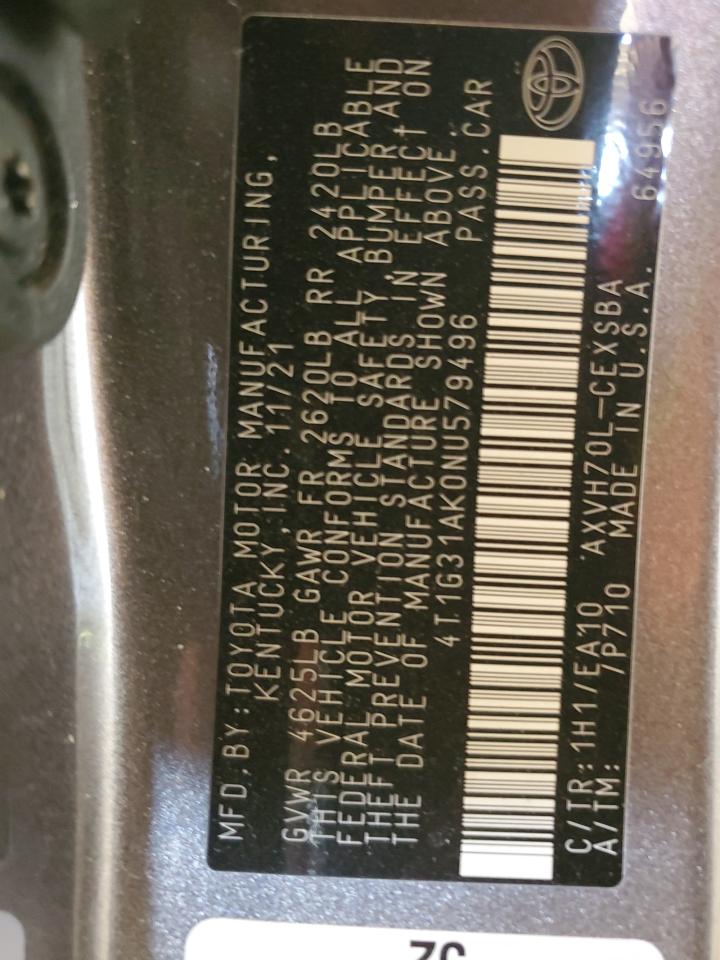 MFD.BY:TOYOTA MOTOR MANUFACTURING,
KENTUCKY,INC.11/21
GVWR 4625LB GAWR FR 2620LB RR 2420LB
THIS VEHICLE CONFORMS TO ALL APPLICABLE
FEDERAL MOTOR VEHICLE SAFETY,BUMPER,AND
THEFT PREVENTION STANDARDS IN EFFECT ON
THE DATE OF MANUFACTURE SHOWN ABOVE.
4T1G31AK0NU579496 PASS.CAR
C/TR:1H1/EA10 AXVH70L-CEXSBA
A/TM: /P710 MADE IN U.S.A. 64956